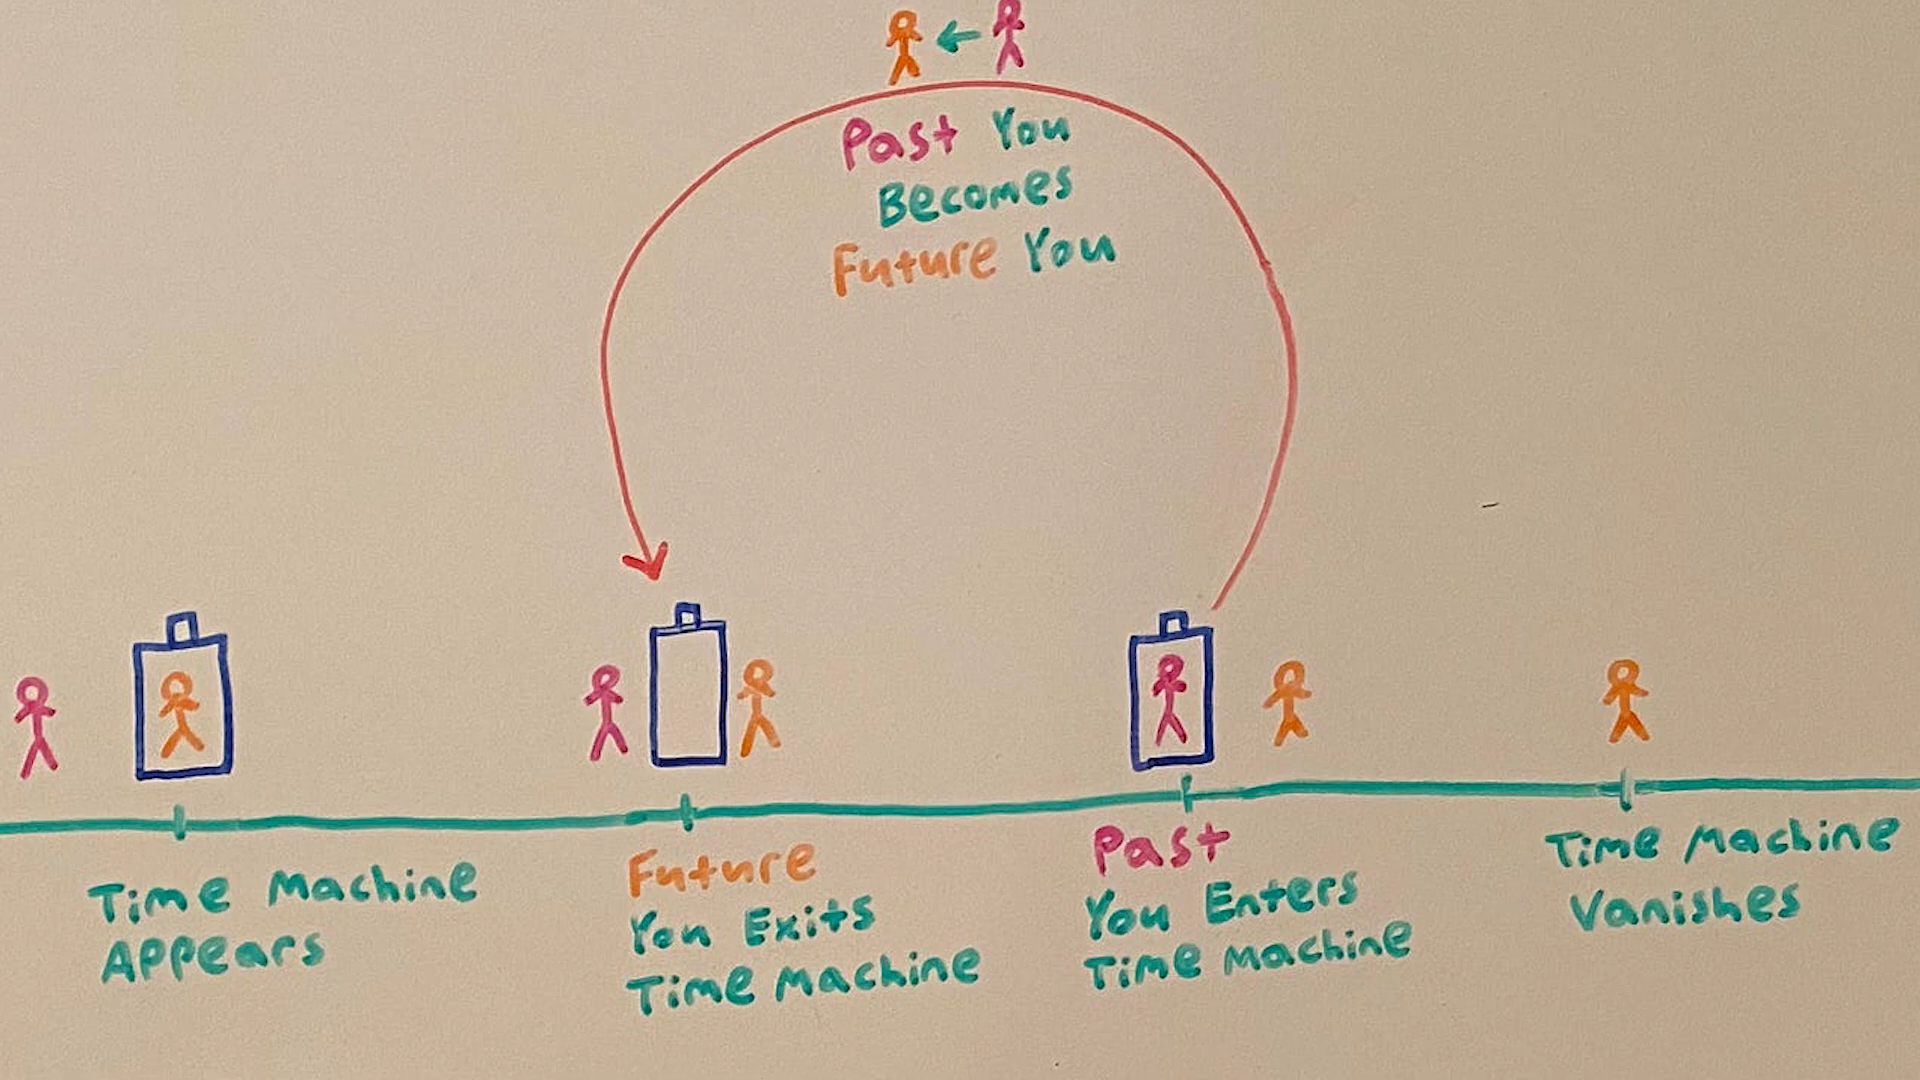 Past You
Becomes
Future You
Time Machine
Appears
Future
You Exits
Time Machine
Past
You Enters
Time Machine
Time Machine
Vanishes